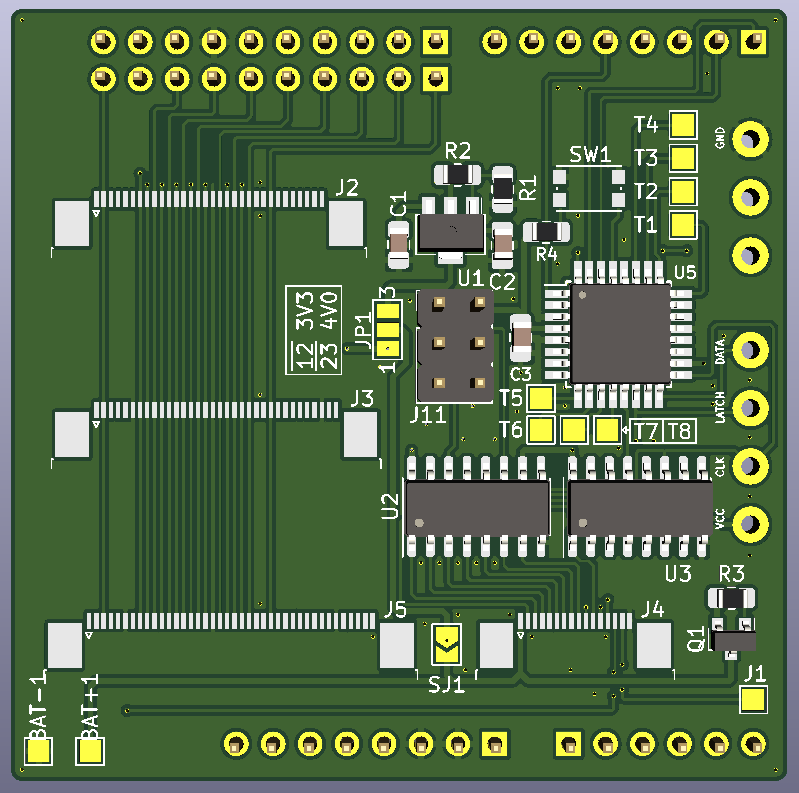 T4
GND
T3
R2
SW1
J2
R1
T2
C1
T1
R4
U1
C2
U5
3
3V3
4V0
12
23
JP1
1
DATA
C3
J3
T5
LATCH
J11
T6
T7 T8
CLK
U2
VCC
U3
R3
J5
J4
Q1
SJ1
J1
BAT-1
BAT+1